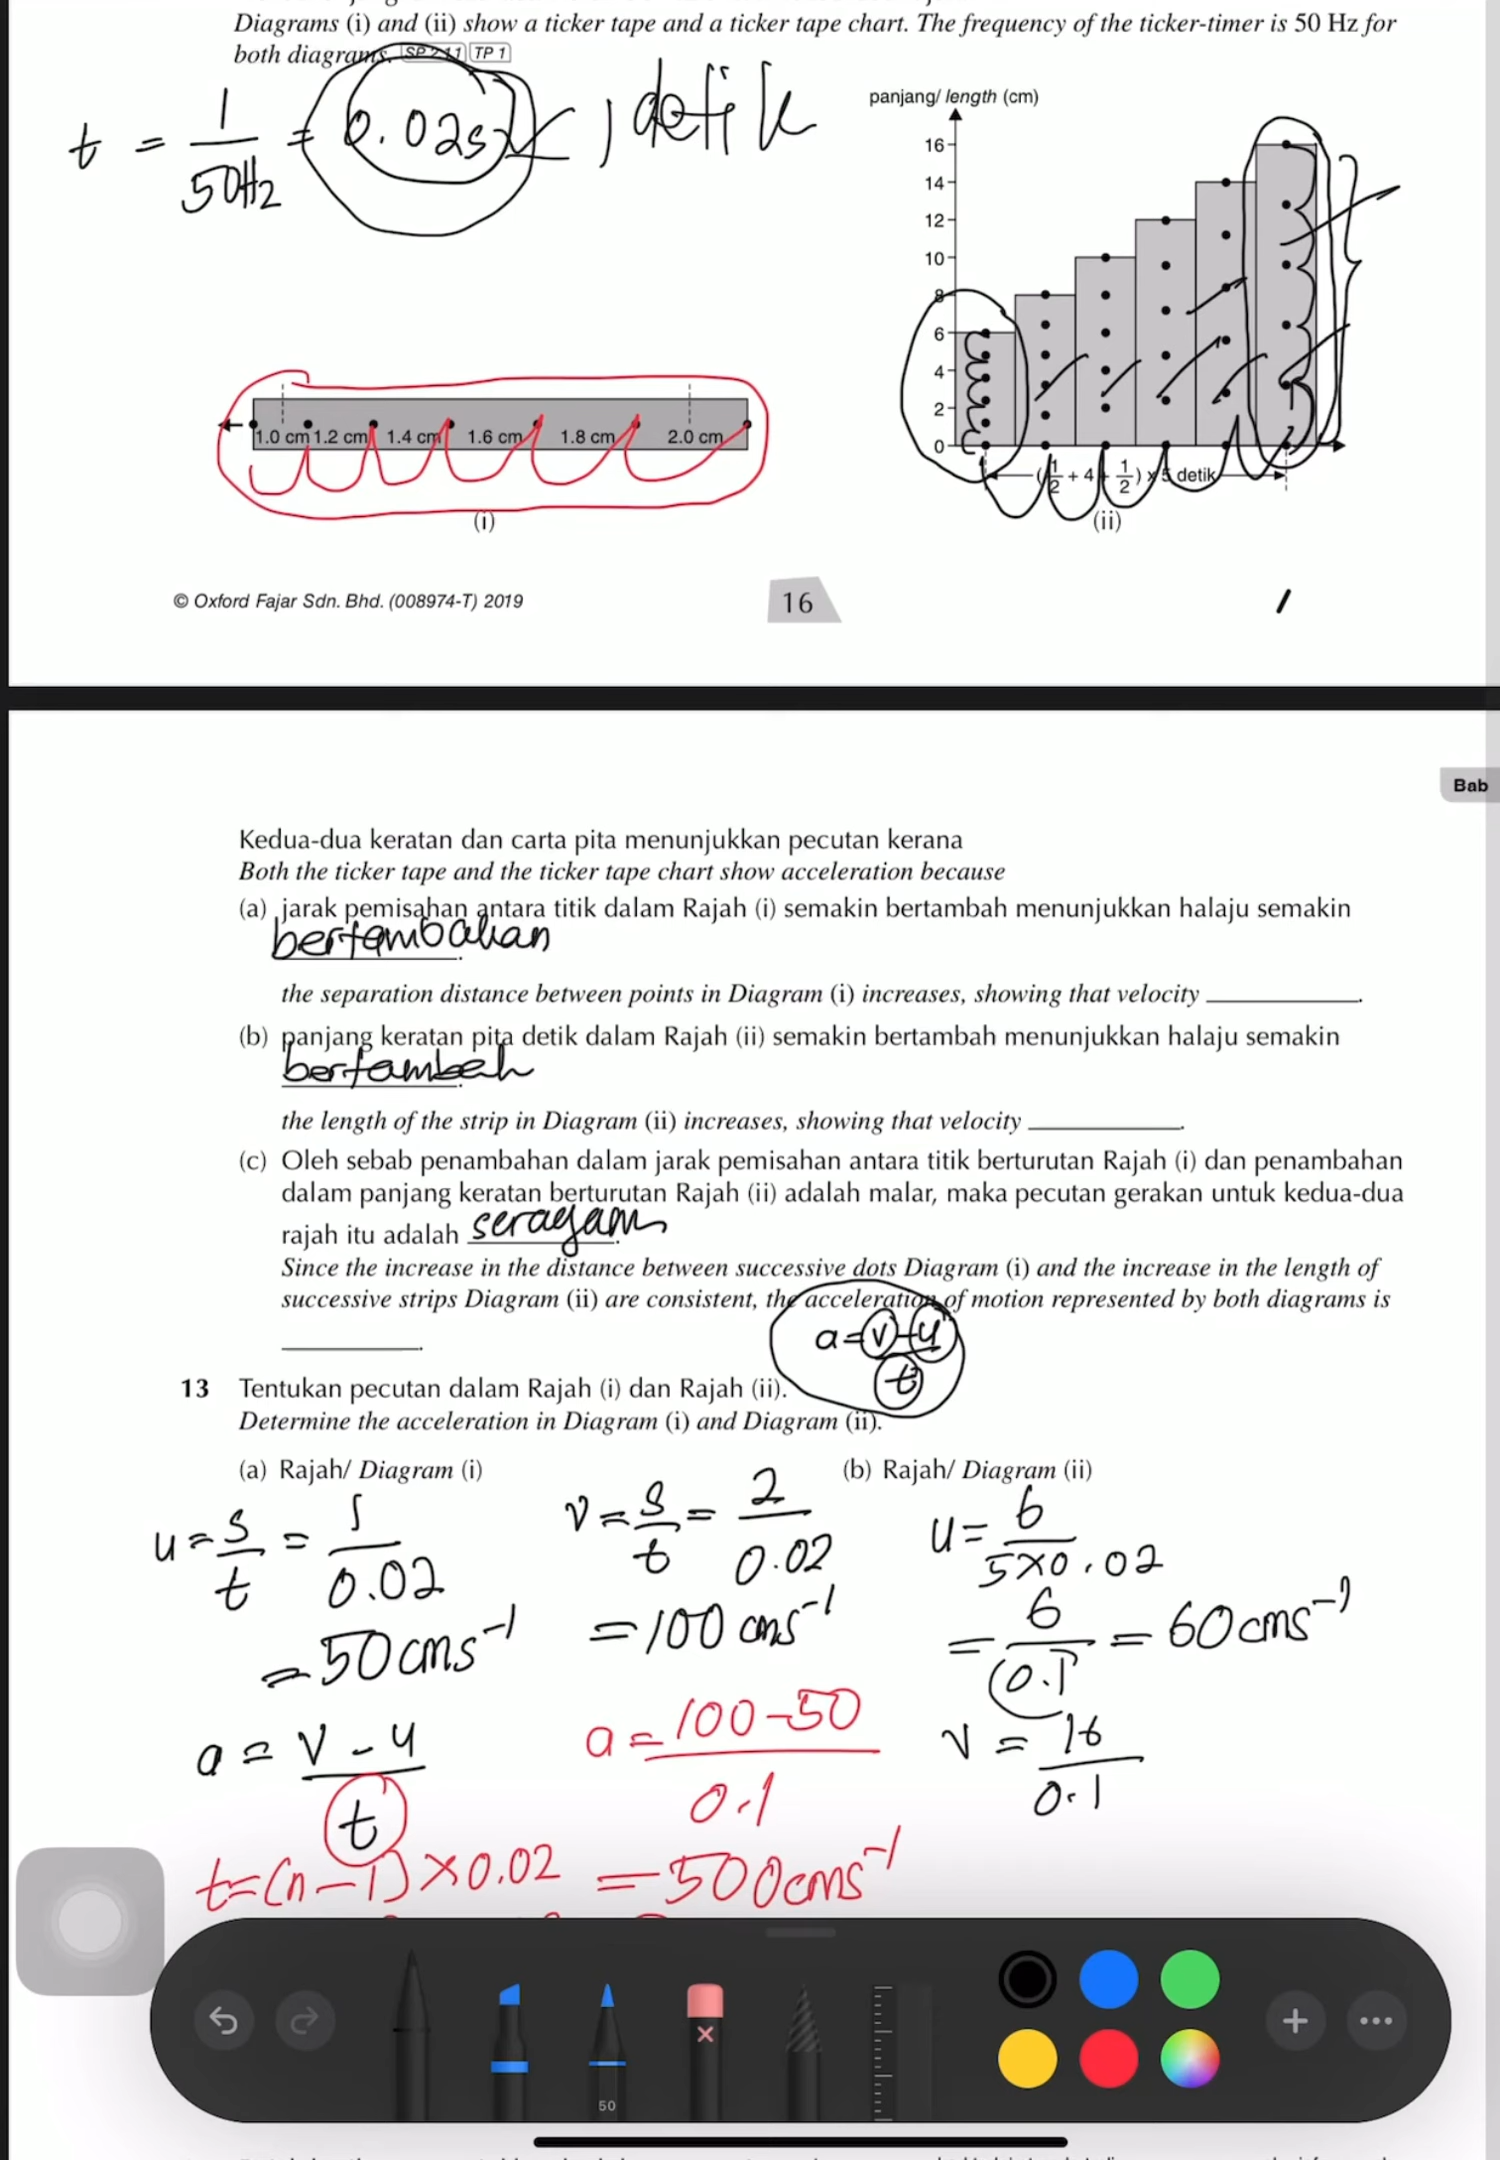 Diagrams (i) and (ii) show a ticker tape and a ticker tape chart. The frequency of the ticker-timer is 50 Hz for
both diagrams. SP 2.1.1 TP 1
t = 1/50Hz = 0.02s 1 detik
panjang/ length (cm)
16
14
12
10
8
6
4
2
0
(1/2 + 4 + 1/2) x 5 detik
(ii)
1.0 cm 1.2 cm 1.4 cm 1.6 cm 1.8 cm 2.0 cm
(i)
© Oxford Fajar Sdn. Bhd. (008974-T) 2019
16
Bab
Kedua-dua keratan dan carta pita menunjukkan pecutan kerana
Both the ticker tape and the ticker tape chart show acceleration because
(a) jarak pemisahan antara titik dalam Rajah (i) semakin bertambah menunjukkan halaju semakin
bertambahan.
the separation distance between points in Diagram (i) increases, showing that velocity ________.
(b) panjang keratan pita detik dalam Rajah (ii) semakin bertambah menunjukkan halaju semakin
bertambah.
the length of the strip in Diagram (ii) increases, showing that velocity ________.
(c) Oleh sebab penambahan dalam jarak pemisahan antara titik berturutan Rajah (i) dan penambahan
dalam panjang keratan berturutan Rajah (ii) adalah malar, maka pecutan gerakan untuk kedua-dua
rajah itu adalah seragam.
Since the increase in the distance between successive dots Diagram (i) and the increase in the length of
successive strips Diagram (ii) are consistent, the acceleration of motion represented by both diagrams is
________.
a = v-u/t
13 Tentukan pecutan dalam Rajah (i) dan Rajah (ii).
Determine the acceleration in Diagram (i) and Diagram (ii).
(a) Rajah/ Diagram (i)
u = s/t = 1/0.02
= 50cms⁻¹
v = s/t = 2/0.02
= 100 cms⁻¹
a = v - u/t
a = 100-50/0.1
t=(n-1)×0.02
= 500cms⁻¹
(b) Rajah/ Diagram (ii)
u = 6/5×0.02
= 6/0.1 = 60cms⁻¹
v = 16/0.1
50